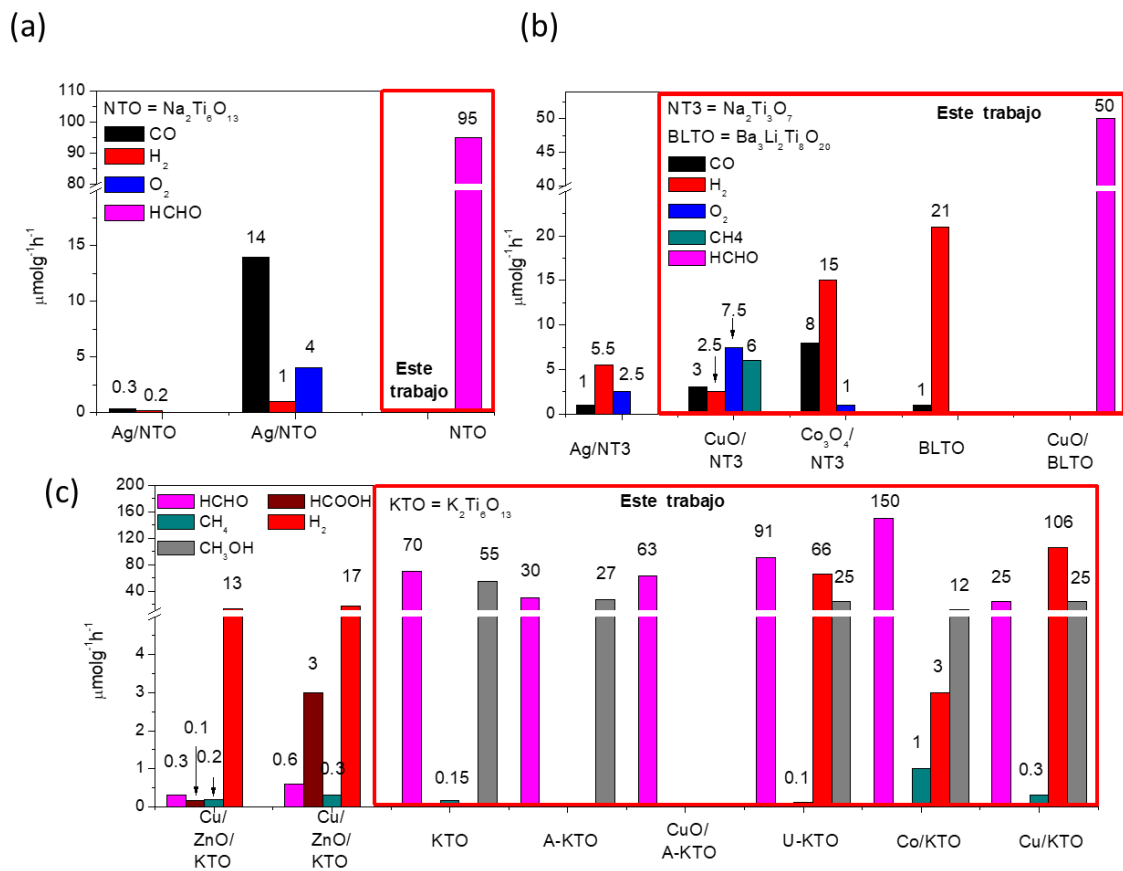 (a)
(b)
110
105
100
95
90
85
80
15
10
5
0
μmolg⁻¹h⁻¹
NTO = Na₂Ti₆O₁₃
CO
H₂
O₂
HCHO
0.3
0.2
14
1
4
95
Este
trabajo
Ag/NTO
Ag/NTO
NTO
50
45
40
20
15
10
5
0
μmolg⁻¹h⁻¹
NT3 = Na₂Ti₃O₇
BLTO = Ba₃Li₂Ti₈O₂₀
Este trabajo
CO
H₂
O₂
CH4
HCHO
1
5.5
2.5
3
2.5
7.5
6
8
15
1
1
21
50
Ag/NT3
CuO/
NT3
Co₃O₄/
NT3
BLTO
CuO/
BLTO
(c)
200
160
120
80
40
4
3
2
1
0
μmolg⁻¹h⁻¹
HCHO
HCOOH
CH₄
H₂
CH₃OH
KTO = K₂Ti₆O₁₃
Este trabajo
0.3
0.1
0.2
13
0.6
3
0.3
17
70
0.15
55
30
27
63
91
0.1
66
25
150
1
3
12
25
0.3
106
25
Cu/
ZnO/
KTO
Cu/
ZnO/
KTO
KTO
A-KTO
CuO/
A-KTO
U-KTO
Co/KTO
Cu/KTO